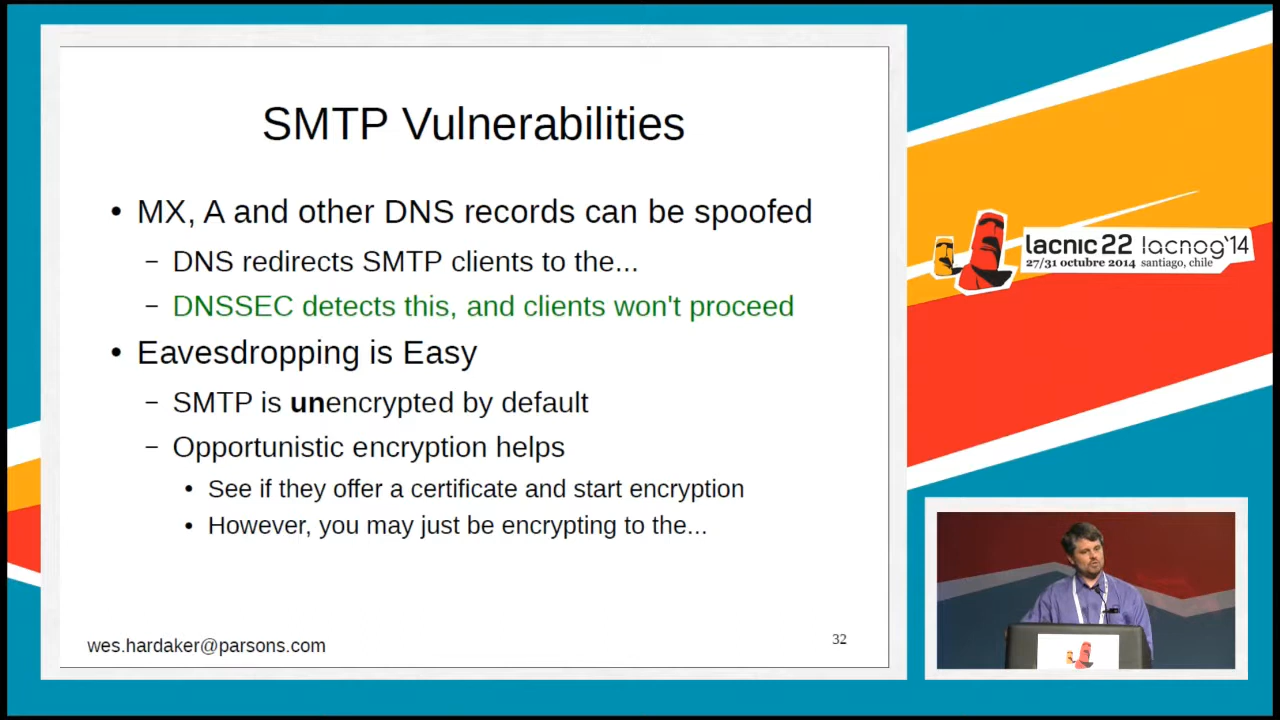 SMTP Vulnerabilities
• MX, A and other DNS records can be spoofed
– DNS redirects SMTP clients to the...
– DNSSEC detects this, and clients won't proceed
• Eavesdropping is Easy
– SMTP is unencrypted by default
– Opportunistic encryption helps
• See if they offer a certificate and start encryption
• However, you may just be encrypting to the...
wes.hardaker@parsons.com
32
lacnic 22 lacnog'14
27/31 octubre 2014 santiago, chile